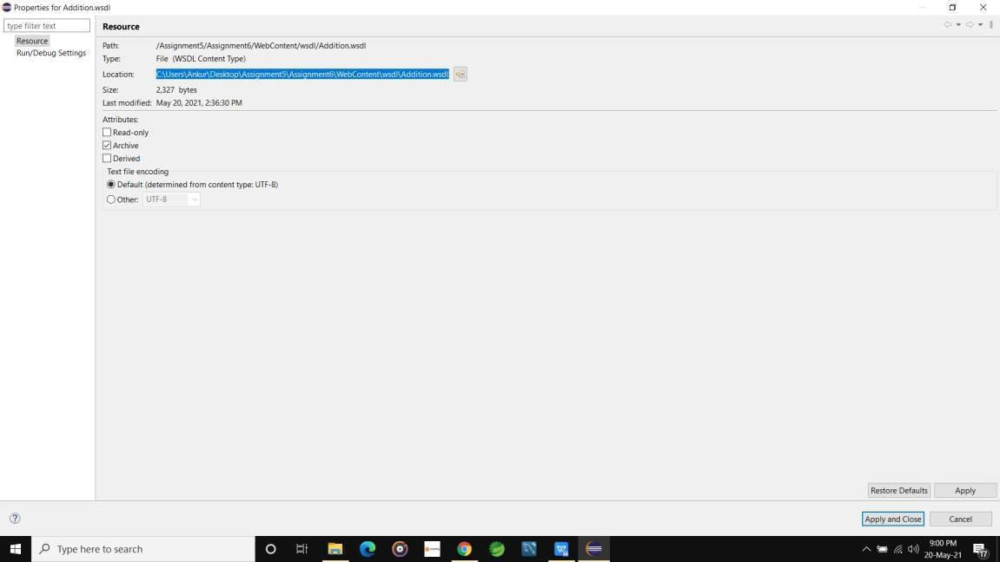 Properties for Addition.wsdl
type filter text
Resource
Run/Debug Settings
Resource
Path: /Assignment5/Assignment6/WebContent/wsdl/Addition.wsdl
Type: File (WSDL Content Type)
Location: C:\Users\Ankur\Desktop\Assignment5\Assignment6\WebContent\wsdl\Addition.wsdl
Size: 2,327 bytes
Last modified: May 20, 2021, 2:36:30 PM
Attributes:
Read-only
Archive
Derived
Text file encoding
Default (determined from content type: UTF-8)
Other: UTF-8
Restore Defaults Apply
Apply and Close Cancel
Type here to search
9:00 PM
20-May-21
17